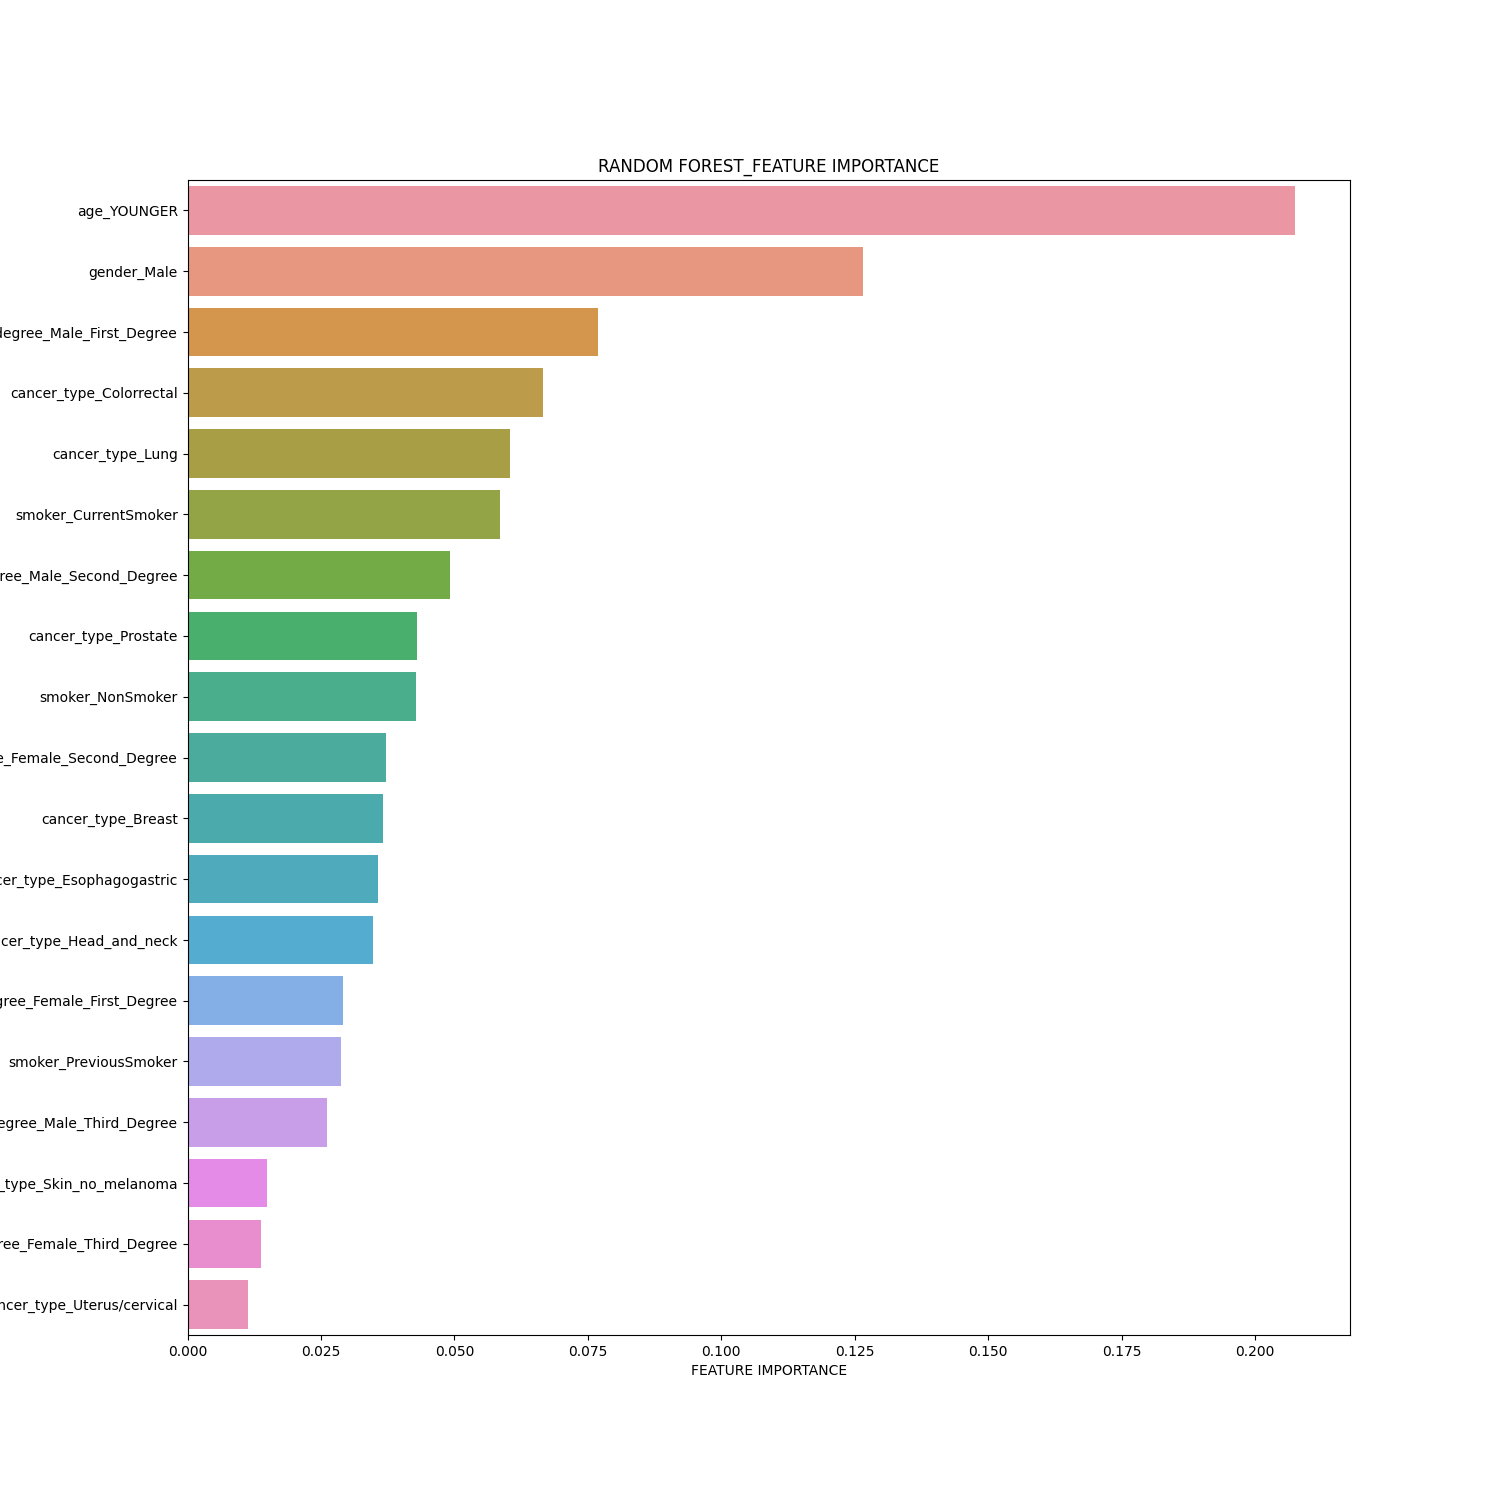 RANDOM FOREST_FEATURE IMPORTANCE
age_YOUNGER
gender_Male
degree_Male_First_Degree
cancer_type_Colorrectal
cancer_type_Lung
smoker_CurrentSmoker
ree_Male_Second_Degree
cancer_type_Prostate
smoker_NonSmoker
e_Female_Second_Degree
cancer_type_Breast
cer_type_Esophagogastric
cer_type_Head_and_neck
gree_Female_First_Degree
smoker_PreviousSmoker
egree_Male_Third_Degree
_type_Skin_no_melanoma
ree_Female_Third_Degree
ncer_type_Uterus/cervical
0.000 0.025 0.050 0.075 0.100 0.125 0.150 0.175 0.200
FEATURE IMPORTANCE